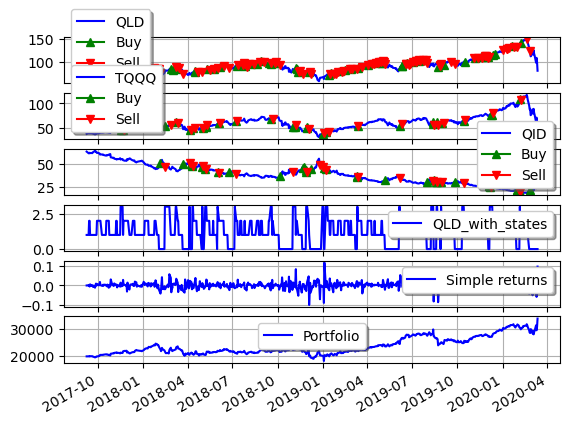 QLD
Buy
Sell
150
100
TQQQ
Buy
Sell
100
50
QID
Buy
Sell
50
25
QLD_with_states
2.5
0.0
Simple returns
0.1
0.0
−0.1
Portfolio
30000
20000
2017-10
2018-01
2018-04
2018-07
2018-10
2019-01
2019-04
2019-07
2019-10
2020-01
2020-04